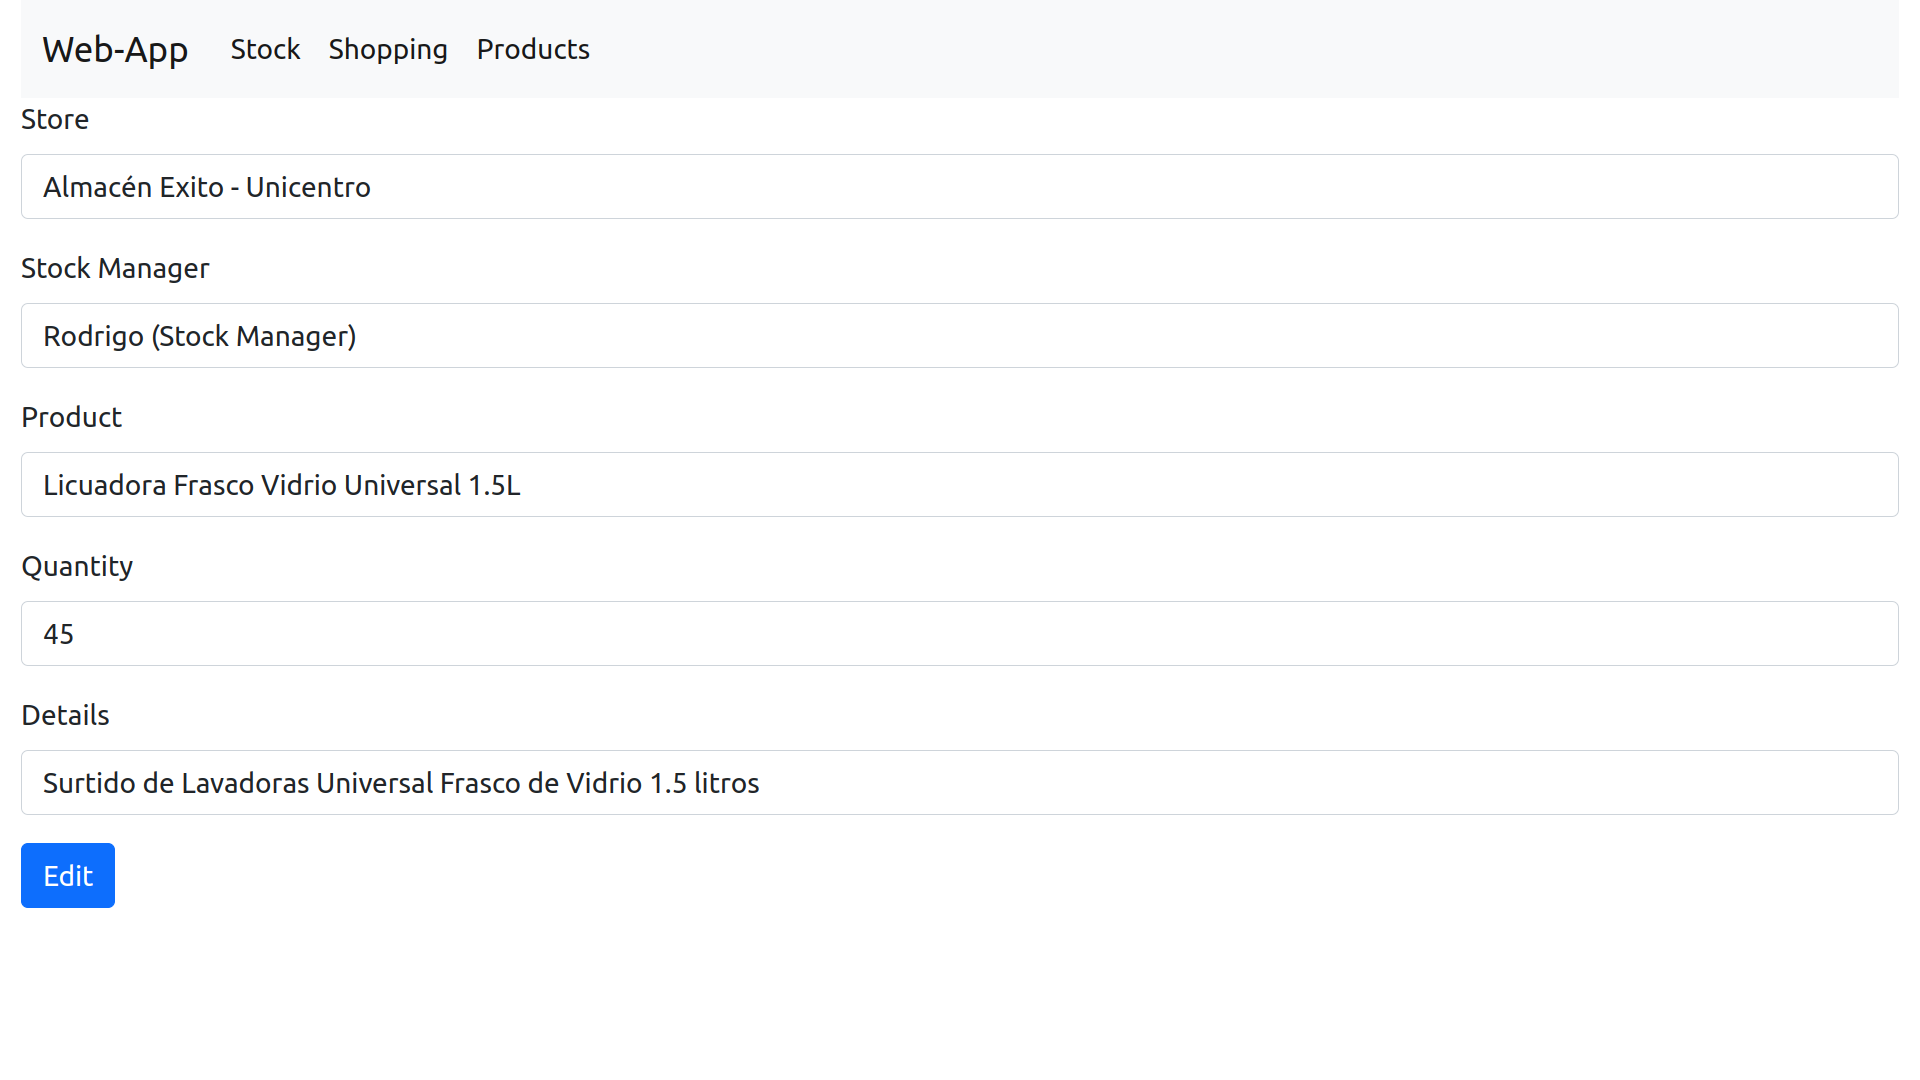 Web-App Stock Shopping Products
Store
Almacén Exito - Unicentro
Stock Manager
Rodrigo (Stock Manager)
Product
Licuadora Frasco Vidrio Universal 1.5L
Quantity
45
Details
Surtido de Lavadoras Universal Frasco de Vidrio 1.5 litros
Edit